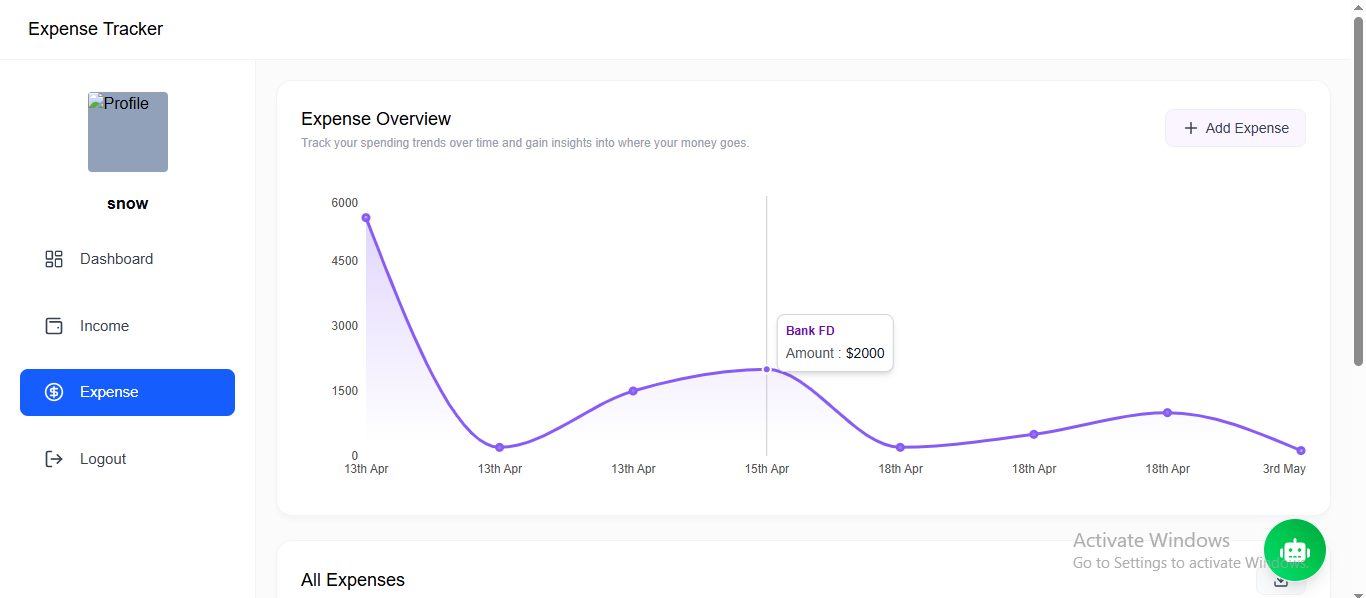 Expense Tracker
Profile
snow
Dashboard
Income
Expense
Logout
Expense Overview
Track your spending trends over time and gain insights into where your money goes.
Add Expense
6000
4500
3000
1500
0
Bank FD
Amount : $2000
13th Apr 13th Apr 13th Apr 15th Apr 18th Apr 18th Apr 18th Apr 3rd May
All Expenses
Activate Windows
Go to Settings to activate Windows.